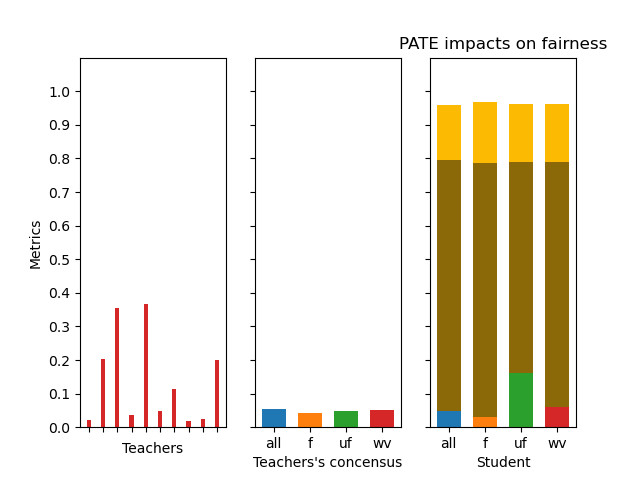 PATE impacts on fairness
1.0
0.9
0.8
0.7
0.6
0.5
0.4
0.3
0.2
0.1
0.0
Metrics
all f uf wv all f uf wv
Teachers Teachers's concensus Student